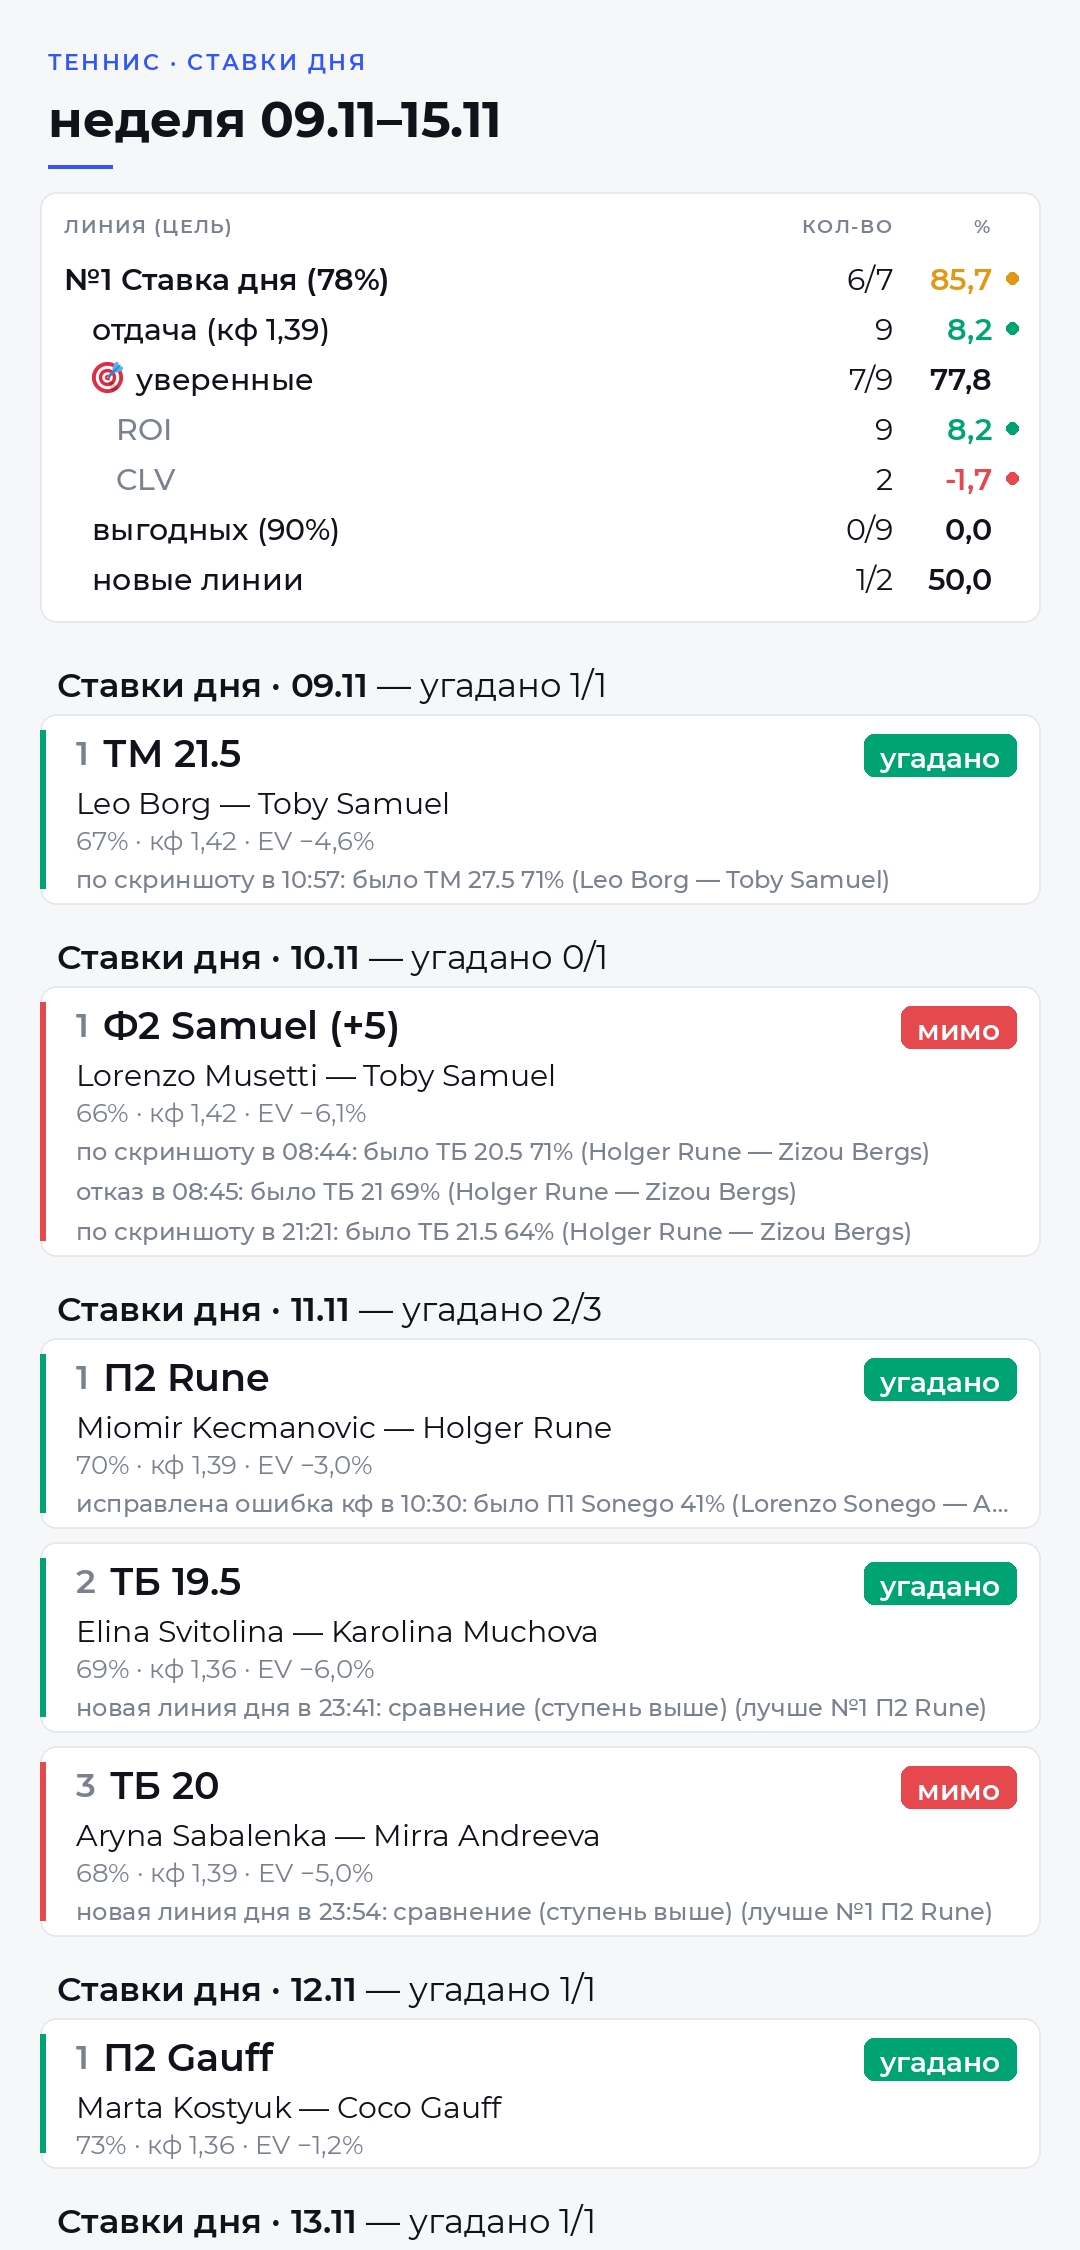 ТЕННИС · СТАВКИ ДНЯ
неделя 09.11–15.11
ЛИНИЯ (ЦЕЛЬ) КОЛ-ВО %
№1 Ставка дня (78%) 6/7 85,7
отдача (кф 1,39) 9 8,2
уверенные 7/9 77,8
ROI 9 8,2
CLV 2 -1,7
выгодных (90%) 0/9 0,0
новые линии 1/2 50,0
Ставки дня · 09.11 — угадано 1/1
1 ТМ 21.5 угадано
Leo Borg — Toby Samuel
67% · кф 1,42 · EV −4,6%
по скриншоту в 10:57: было ТМ 27.5 71% (Leo Borg — Toby Samuel)
Ставки дня · 10.11 — угадано 0/1
1 Ф2 Samuel (+5) мимо
Lorenzo Musetti — Toby Samuel
66% · кф 1,42 · EV −6,1%
по скриншоту в 08:44: было ТБ 20.5 71% (Holger Rune — Zizou Bergs)
отказ в 08:45: было ТБ 21 69% (Holger Rune — Zizou Bergs)
по скриншоту в 21:21: было ТБ 21.5 64% (Holger Rune — Zizou Bergs)
Ставки дня · 11.11 — угадано 2/3
1 П2 Rune угадано
Miomir Kecmanovic — Holger Rune
70% · кф 1,39 · EV −3,0%
исправлена ошибка кф в 10:30: было П1 Sonego 41% (Lorenzo Sonego — A…
2 ТБ 19.5 угадано
Elina Svitolina — Karolina Muchova
69% · кф 1,36 · EV −6,0%
новая линия дня в 23:41: сравнение (ступень выше) (лучше №1 П2 Rune)
3 ТБ 20 мимо
Aryna Sabalenka — Mirra Andreeva
68% · кф 1,39 · EV −5,0%
новая линия дня в 23:54: сравнение (ступень выше) (лучше №1 П2 Rune)
Ставки дня · 12.11 — угадано 1/1
1 П2 Gauff угадано
Marta Kostyuk — Coco Gauff
73% · кф 1,36 · EV −1,2%
Ставки дня · 13.11 — угадано 1/1